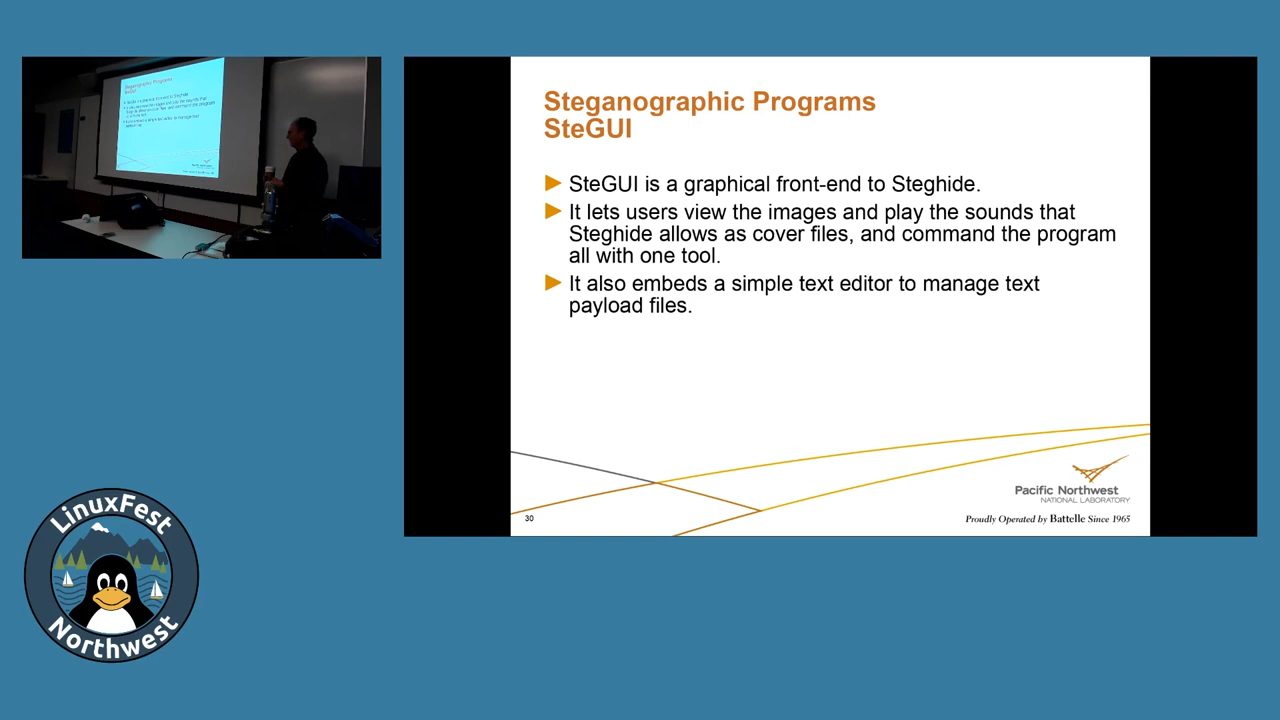 Steganographic Programs
SteGUI
SteGUI is a graphical front-end to Steghide.
It lets users view the images and play the sounds that
Steghide allows as cover files, and command the program
all with one tool.
It also embeds a simple text editor to manage text
payload files.
Pacific Northwest
NATIONAL LABORATORY
30
Proudly Operated by Battelle Since 1965
LinuxFest
Northwest